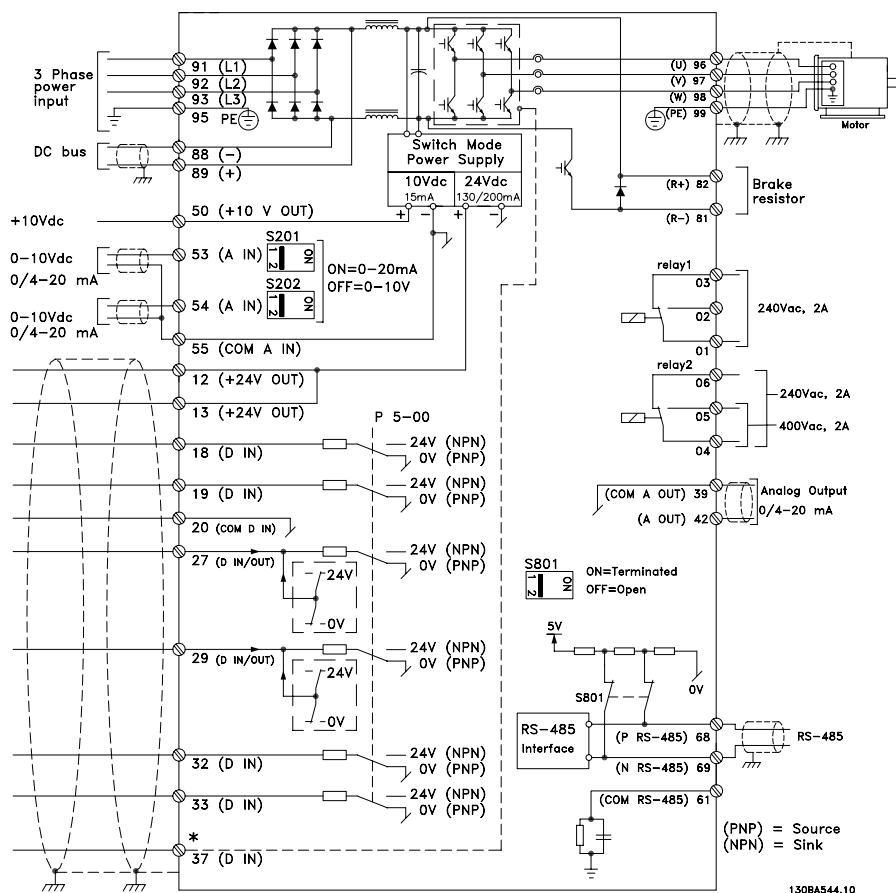 3 Phase
power
input
91 (L1)
92 (L2)
93 (L3)
95 PE
DC bus
88 (-)
89 (+)
+10Vdc
50 (+10 V OUT)
Switch Mode
Power Supply
10Vdc
15mA
24Vdc
130/200mA
+ - + -
0-10Vdc
0/4-20 mA
53 (A IN)
S201
1 2
ON
0-10Vdc
0/4-20 mA
54 (A IN)
S202
1 2
ON
ON=0-20mA
OFF=0-10V
55 (COM A IN)
12 (+24V OUT)
13 (+24V OUT)
P 5-00
18 (D IN)
24V (NPN)
0V (PNP)
19 (D IN)
24V (NPN)
0V (PNP)
20 (COM D IN)
27 (D IN/OUT)
24V (NPN)
0V (PNP)
24V
0V
29 (D IN/OUT)
24V (NPN)
0V (PNP)
24V
0V
32 (D IN)
24V (NPN)
0V (PNP)
33 (D IN)
24V (NPN)
0V (PNP)
*
37 (D IN)
(U) 96
(V) 97
(W) 98
(PE) 99
Motor
(R+) 82
(R-) 81
Brake
resistor
relay1
03
02
01
240Vac, 2A
relay2
06
05
04
240Vac, 2A
400Vac, 2A
(COM A OUT) 39
(A OUT) 42
Analog Output
0/4-20 mA
S801
1 2
ON
ON=Terminated
OFF=Open
5V
S801
0V
RS-485
Interface
(P RS-485) 68
(N RS-485) 69
RS-485
(COM RS-485) 61
(PNP) = Source
(NPN) = Sink
130BA544.10